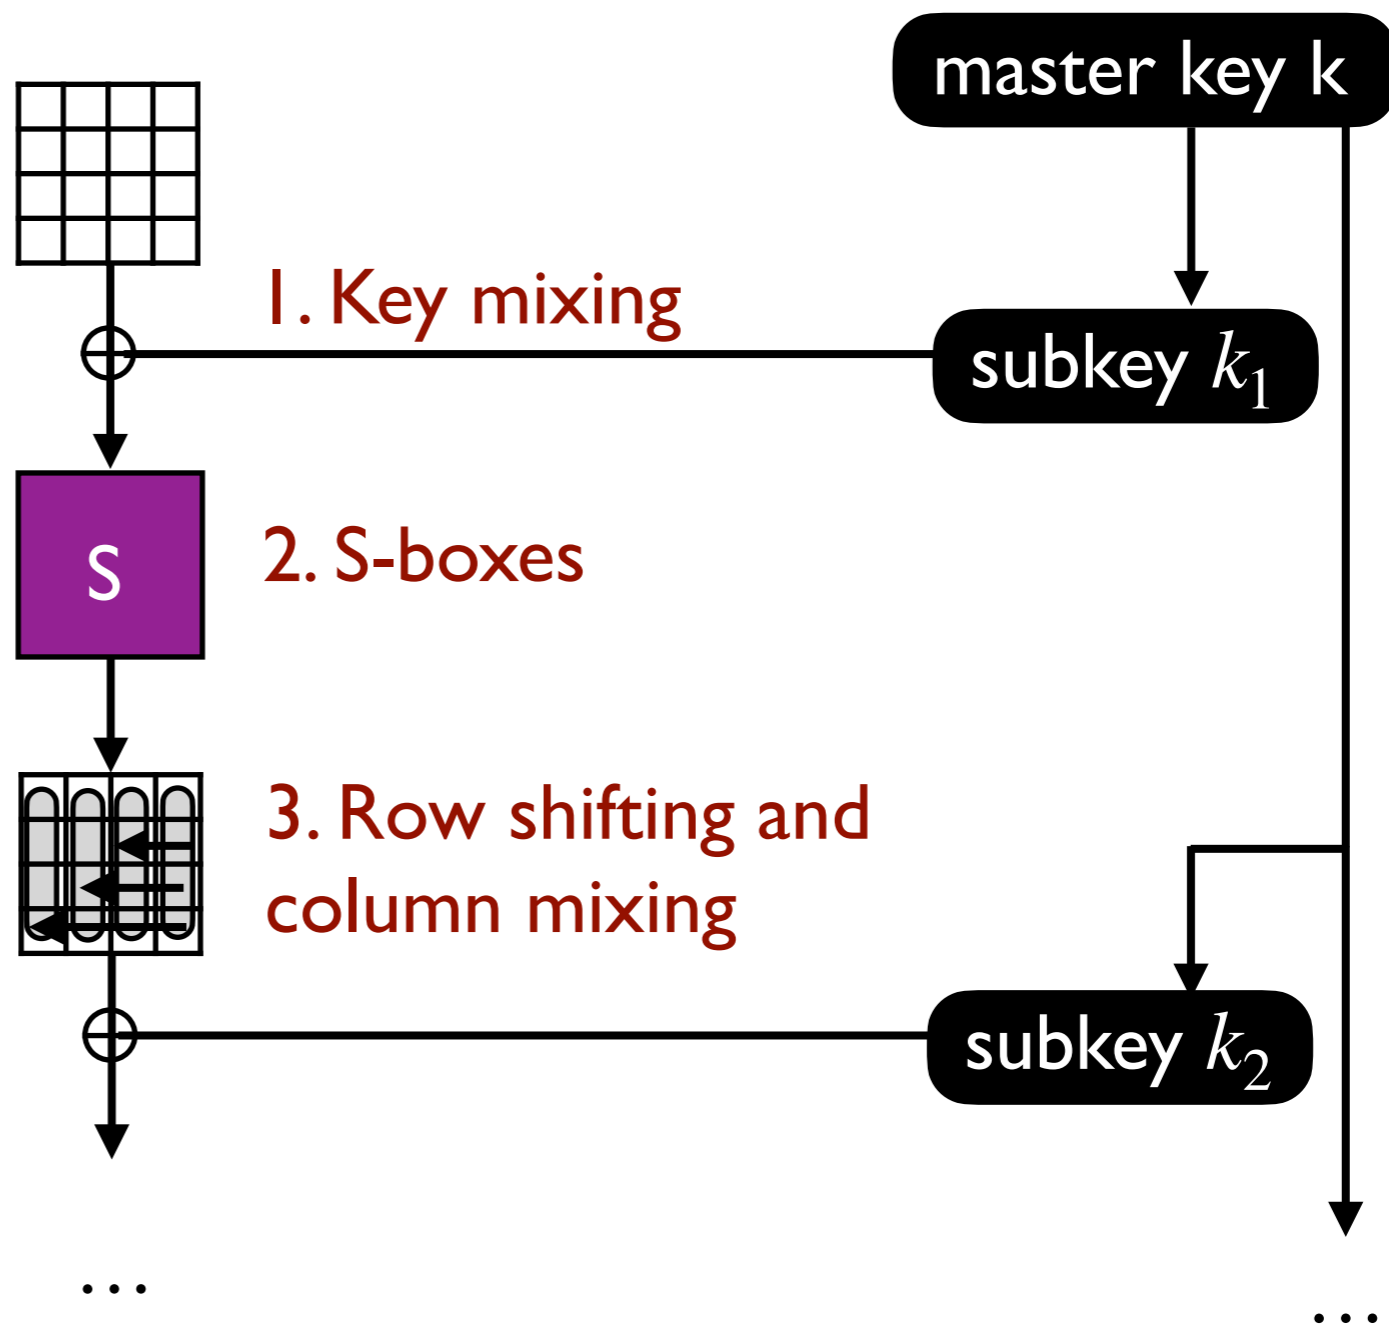 master key k
1. Key mixing
subkey k₁
S
2. S-boxes
3. Row shifting and
column mixing
subkey k₂
...
...